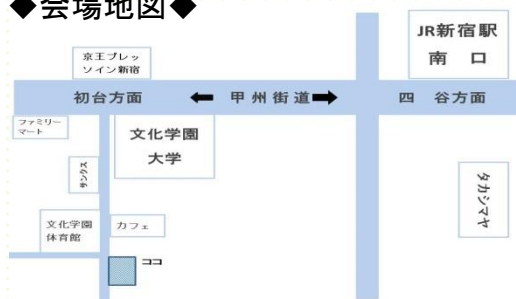 ◆会場地図◆
JR新宿駅
南 口
京王プレッ
ソイン新宿
初台方面
甲州街道
四 谷方面
ファミリー
マート
文化学園
大学
サンクス
タカシマヤ
文化学園
体育館
カフェ
ココ